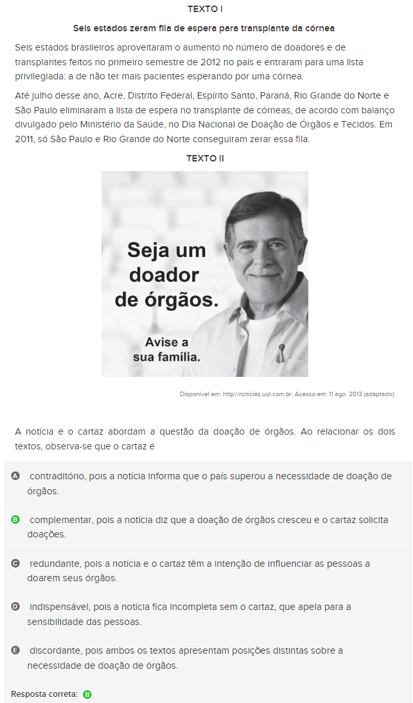 TEXTO I
Seis estados zeram fila de espera para transplante da córnea
Seis estados brasileiros aproveitaram o aumento no número de doadores e de
transplantes feitos no primeiro semestre de 2012 no país e entraram para uma lista
privilegiada: a de não ter mais pacientes esperando por uma córnea.
Até julho desse ano, Acre, Distrito Federal, Espírito Santo, Paraná, Rio Grande do Norte e
São Paulo eliminaram a lista de espera no transplante de córneas, de acordo com balanço
divulgado pelo Ministério da Saúde, no Dia Nacional de Doação de Órgãos e Tecidos. Em
2011, só São Paulo e Rio Grande do Norte conseguiram zerar essa fila.
TEXTO II
Seja um
doador
de órgãos.
Avise a
sua família.
Disponível em: http://noticias.uol.com.br. Acesso em: 11 ago. 2013 (adaptado).
A notícia e o cartaz abordam a questão da doação de órgãos. Ao relacionar os dois
textos, observa-se que o cartaz é
A contraditório, pois a notícia informa que o país superou a necessidade de doação de
órgãos.
B complementar, pois a notícia diz que a doação de órgãos cresceu e o cartaz solicita
doações.
C redundante, pois a notícia e o cartaz têm a intenção de influenciar as pessoas a
doarem seus órgãos.
D indispensável, pois a notícia fica incompleta sem o cartaz, que apela para a
sensibilidade das pessoas.
E discordante, pois ambos os textos apresentam posições distintas sobre a
necessidade de doação de órgãos.
Resposta correta: B